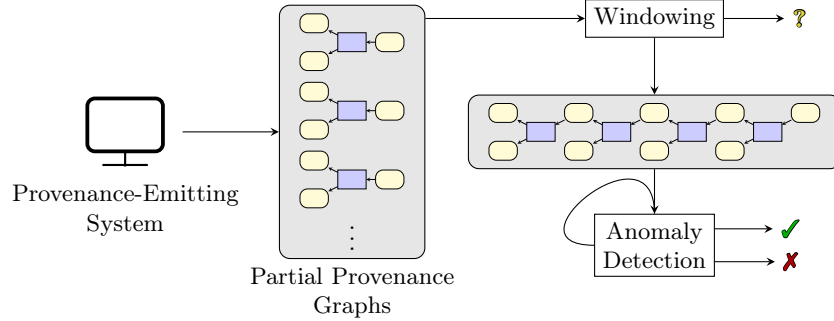 Windowing
?
Provenance-Emitting
System
Anomaly
Detection
Partial Provenance
Graphs